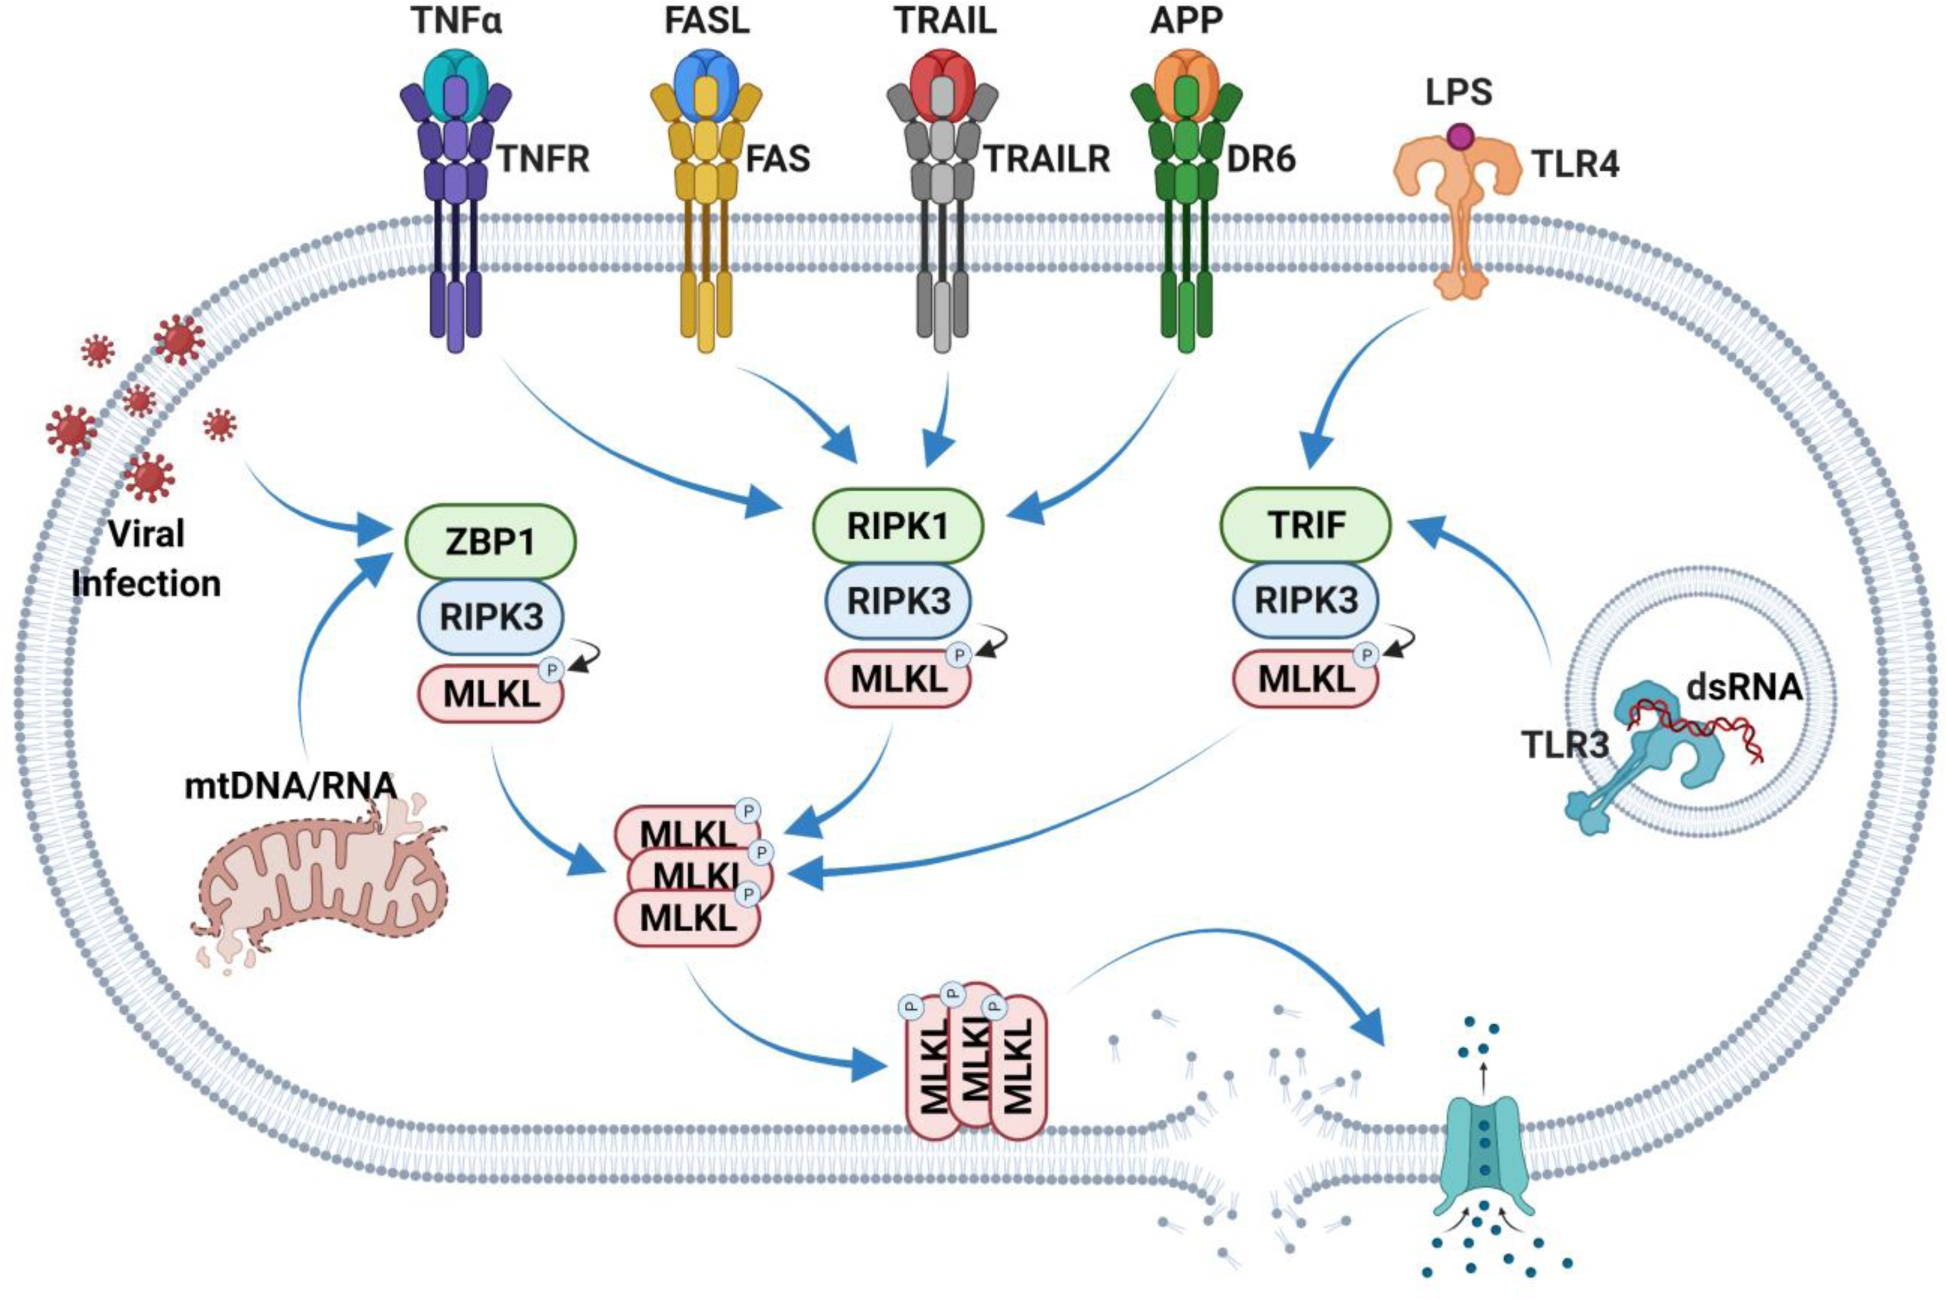 TNFα
FASL
TRAIL
APP
LPS
TNFR
FAS
TRAILR
DR6
TLR4
Viral
Infection
ZBP1
RIPK3
P
MLKL
RIPK1
RIPK3
P
MLKL
TRIF
RIPK3
P
MLKL
dsRNA
TLR3
mtDNA/RNA
P
MLKL
P
MLKL
P
MLKL
P
P
P
MLKL
MLKL
MLKL